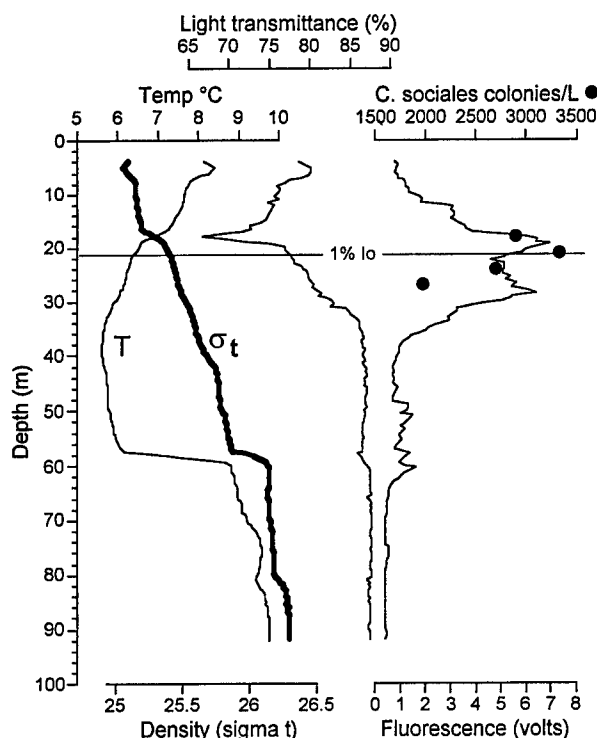 Light transmittance (%)
65 70 75 80 85 90
Temp °C
C. sociales colonies/L ●
5 6 7 8 9 10
1500 2000 2500 3000 3500
0
10
20
1% Io
30
T
σt
40
Depth (m)
50
60
70
80
90
100
25 25.5 26 26.5
0 1 2 3 4 5 6 7 8
Density (sigma t)
Fluorescence (volts)